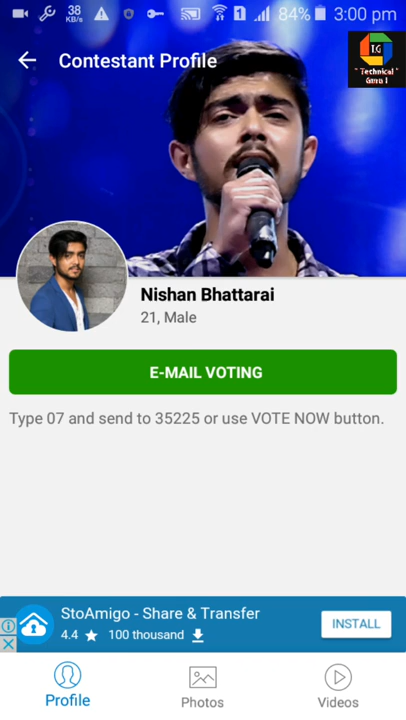 38
KB/s
1
84%
3:00 pm
Contestant Profile
T.G
" Technical "
Guru 1
Nishan Bhattarai
21, Male
E-MAIL VOTING
Type 07 and send to 35225 or use VOTE NOW button.
StoAmigo - Share & Transfer
4.4 ★ 100 thousand
INSTALL
Profile
Photos
Videos